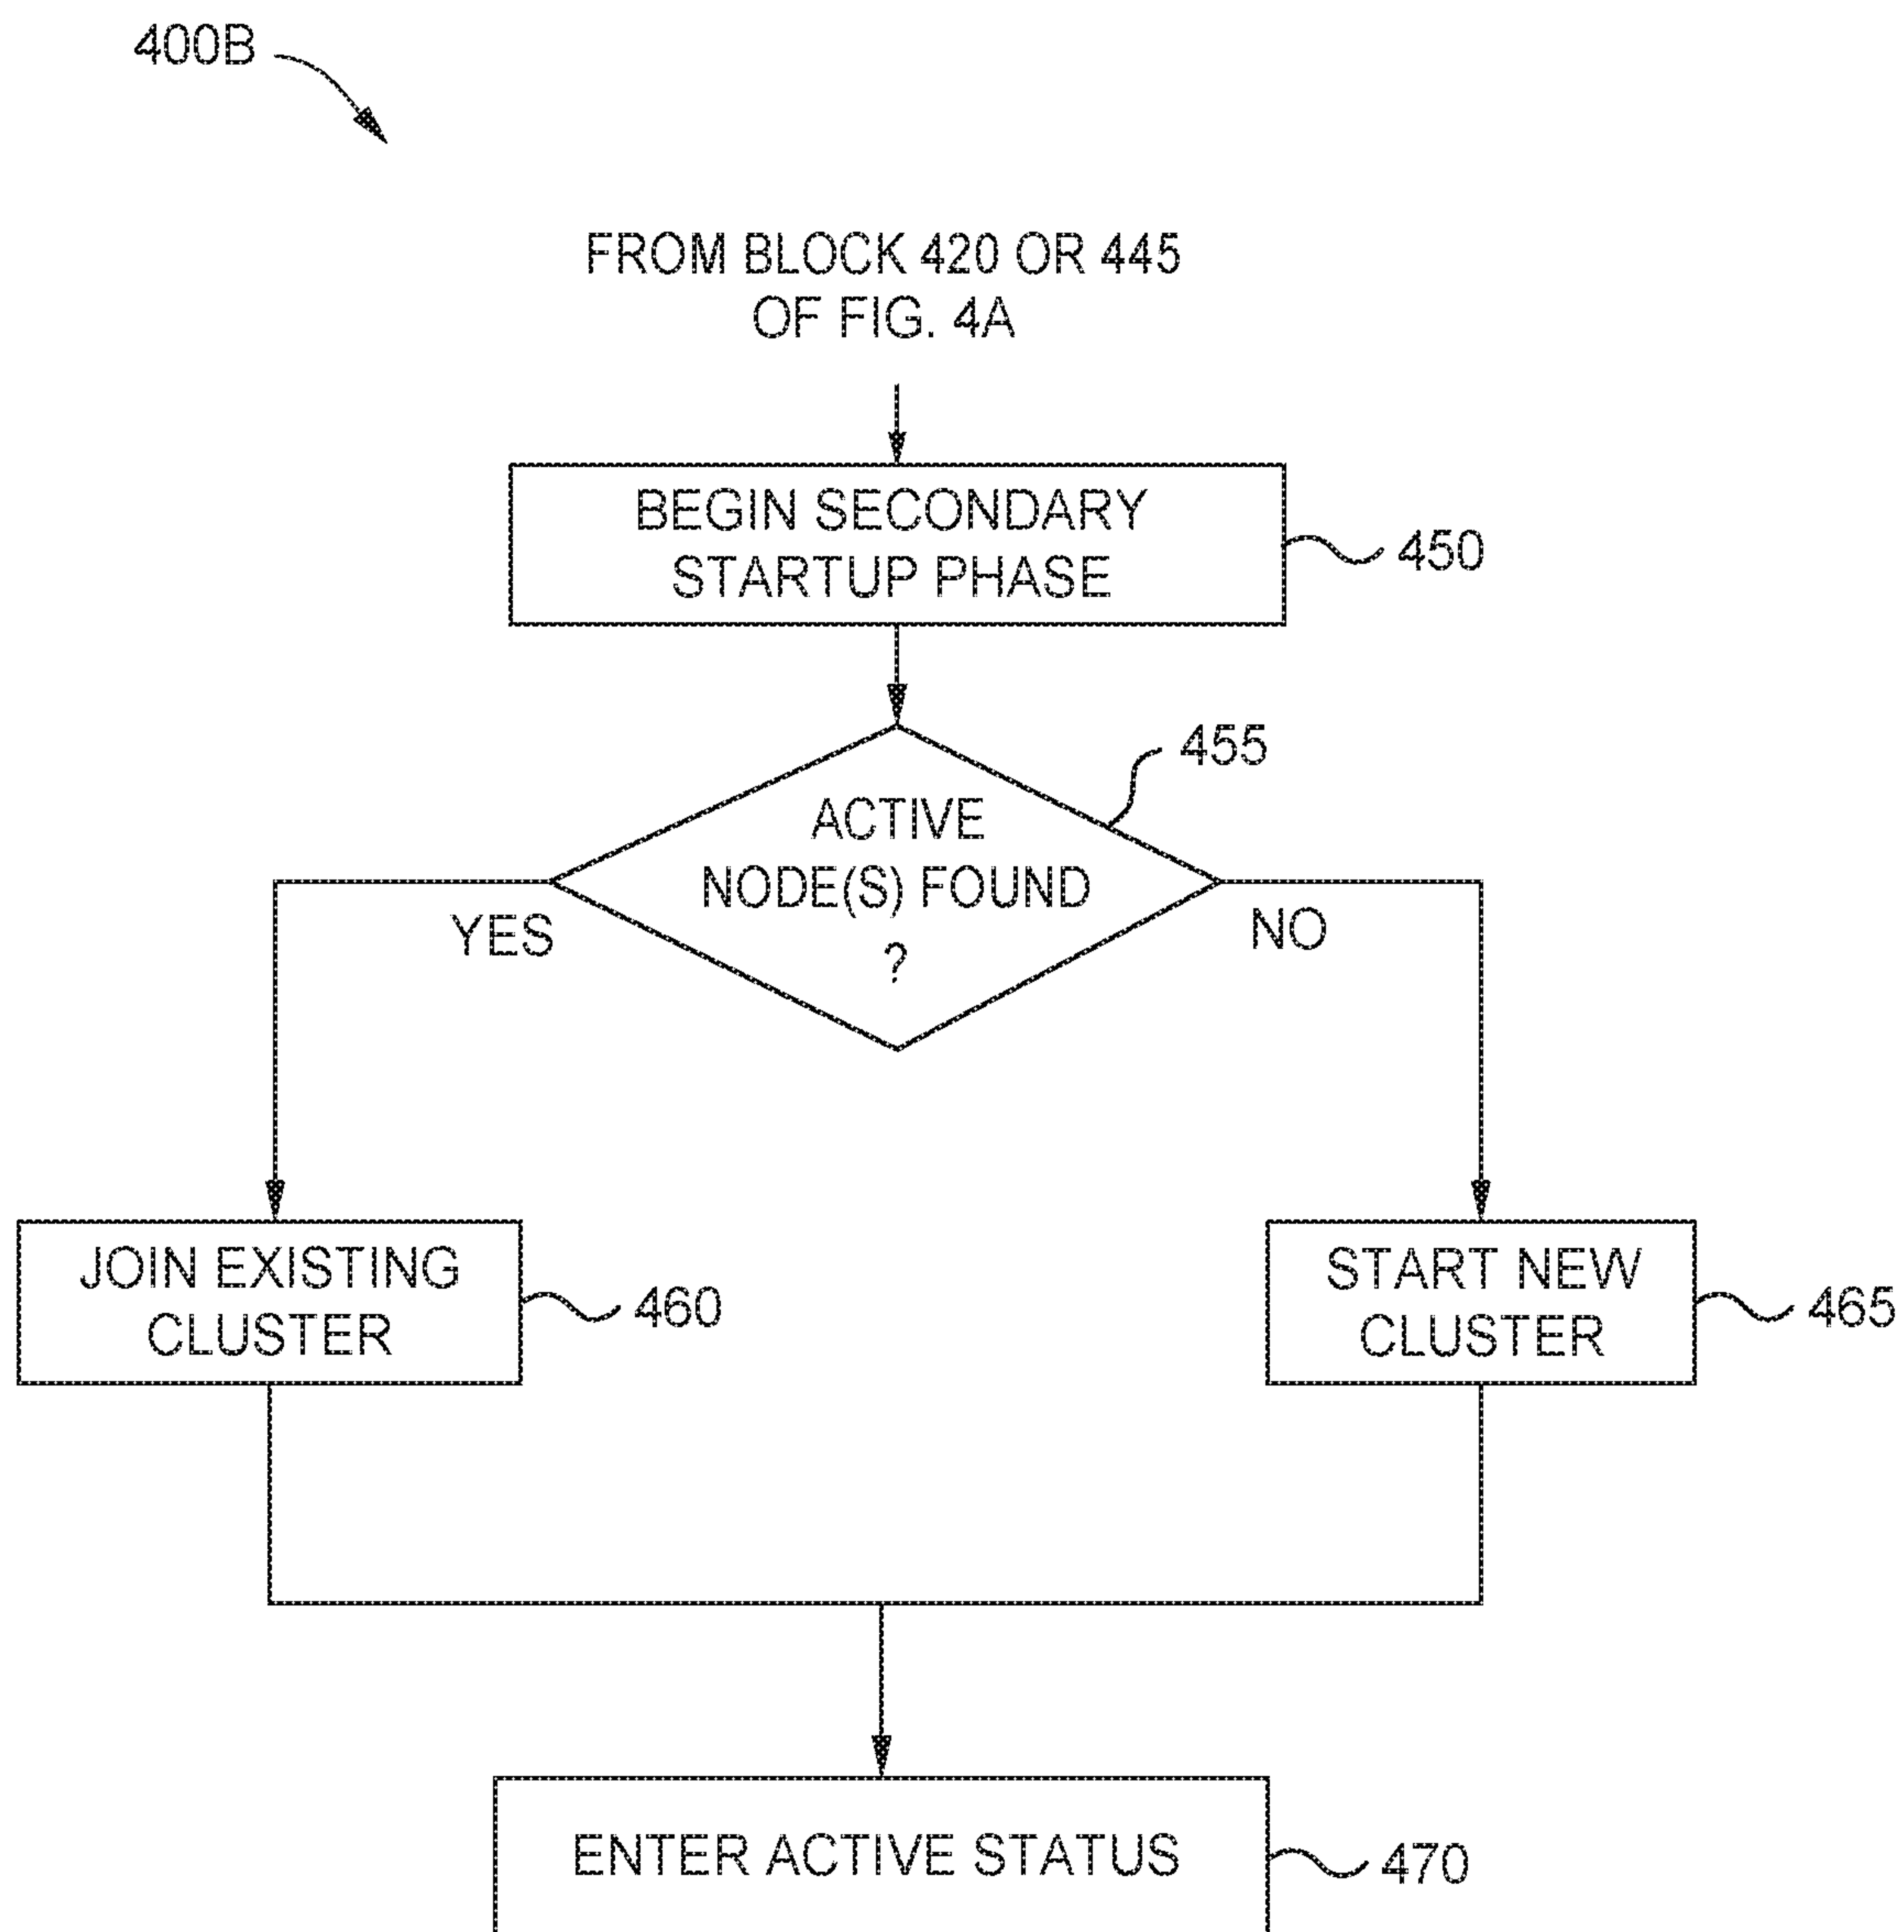 400B
FROM BLOCK 420 OR 445
OF FIG. 4A
BEGIN SECONDARY
STARTUP PHASE
450
455
ACTIVE
NODE(S) FOUND
?
YES
NO
JOIN EXISTING
CLUSTER
460
START NEW
CLUSTER
465
ENTER ACTIVE STATUS
470